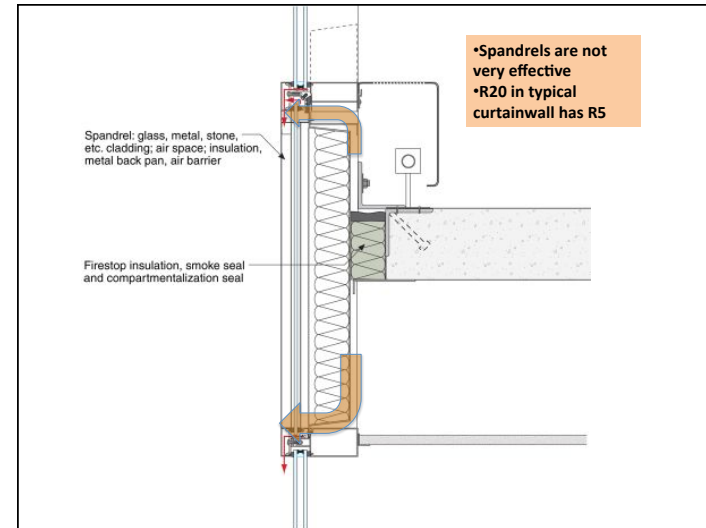 •Spandrels are not
very effective
•R20 in typical
curtainwall has R5
Spandrel: glass, metal, stone,
etc. cladding; air space; insulation,
metal back pan, air barrier
Firestop insulation, smoke seal
and compartmentalization seal